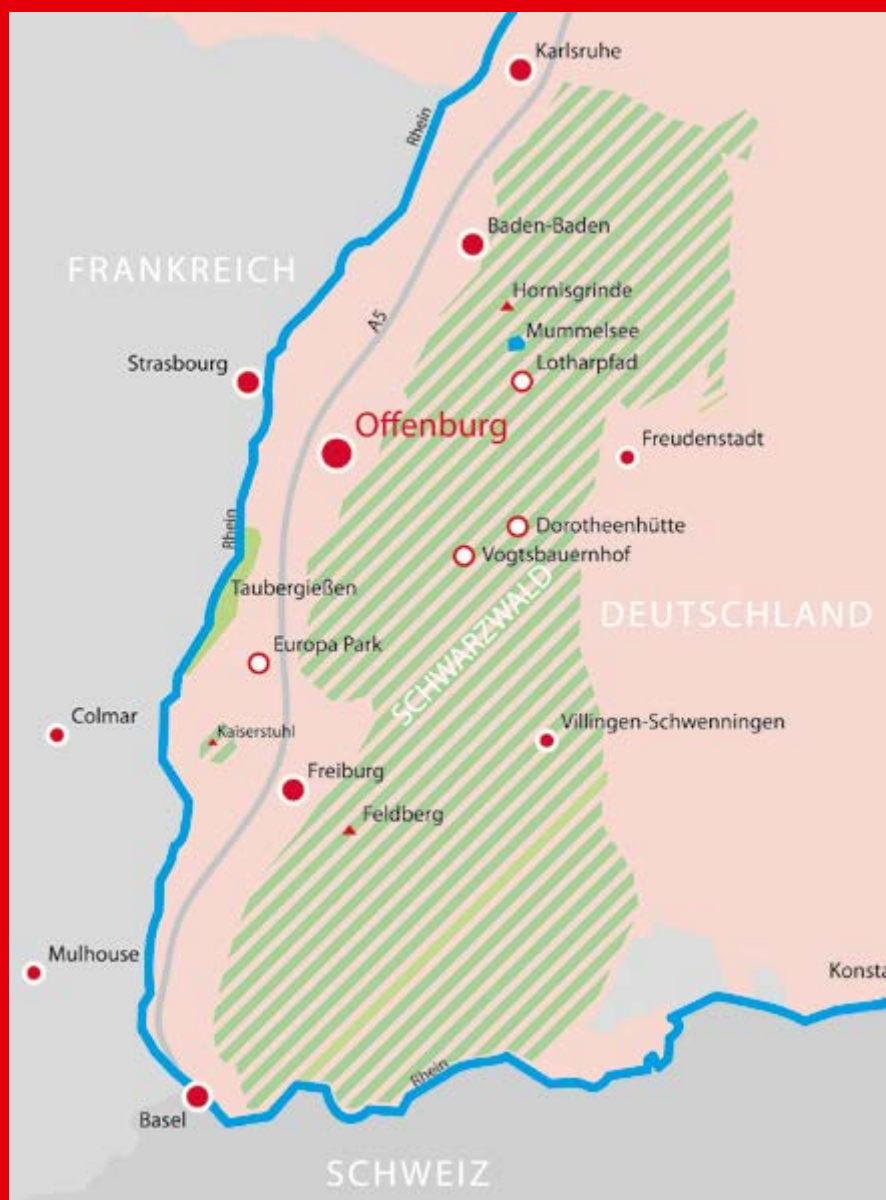 Karlsruhe
Rhein
Baden-Baden
FRANKREICH
Hornisgrinde
A5
Mummelsee
Strasbourg
Lotharpfad
Offenburg
Freudenstadt
Rhein
Dorotheenhütte
Vogtsbauernhof
Taubergießen
DEUTSCHLAND
SCHWARZWALD
Europa Park
Colmar
Kaiserstuhl
Villingen-Schwenningen
Freiburg
Feldberg
Mulhouse
Konsta
Rhein
Basel
SCHWEIZ